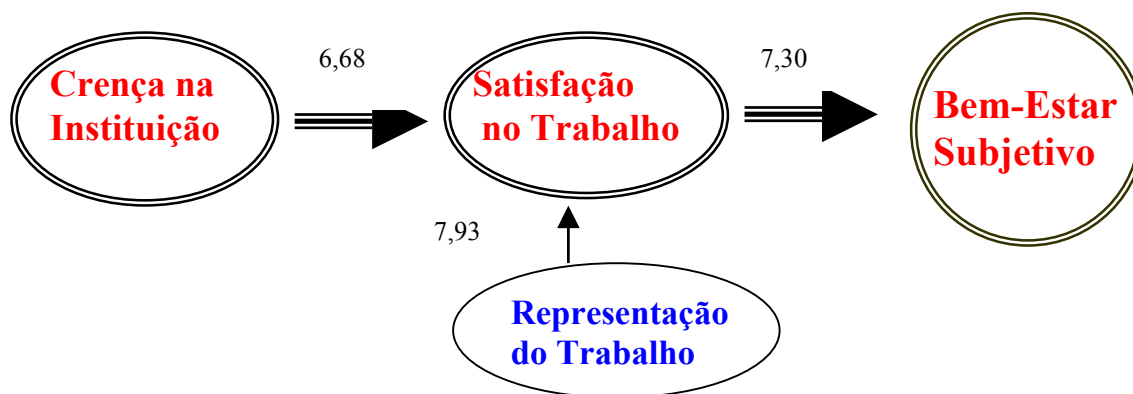 6,68
7,30
Crença na
Instituição
Satisfação
no Trabalho
Bem-Estar
Subjetivo
7,93
Representação
do Trabalho